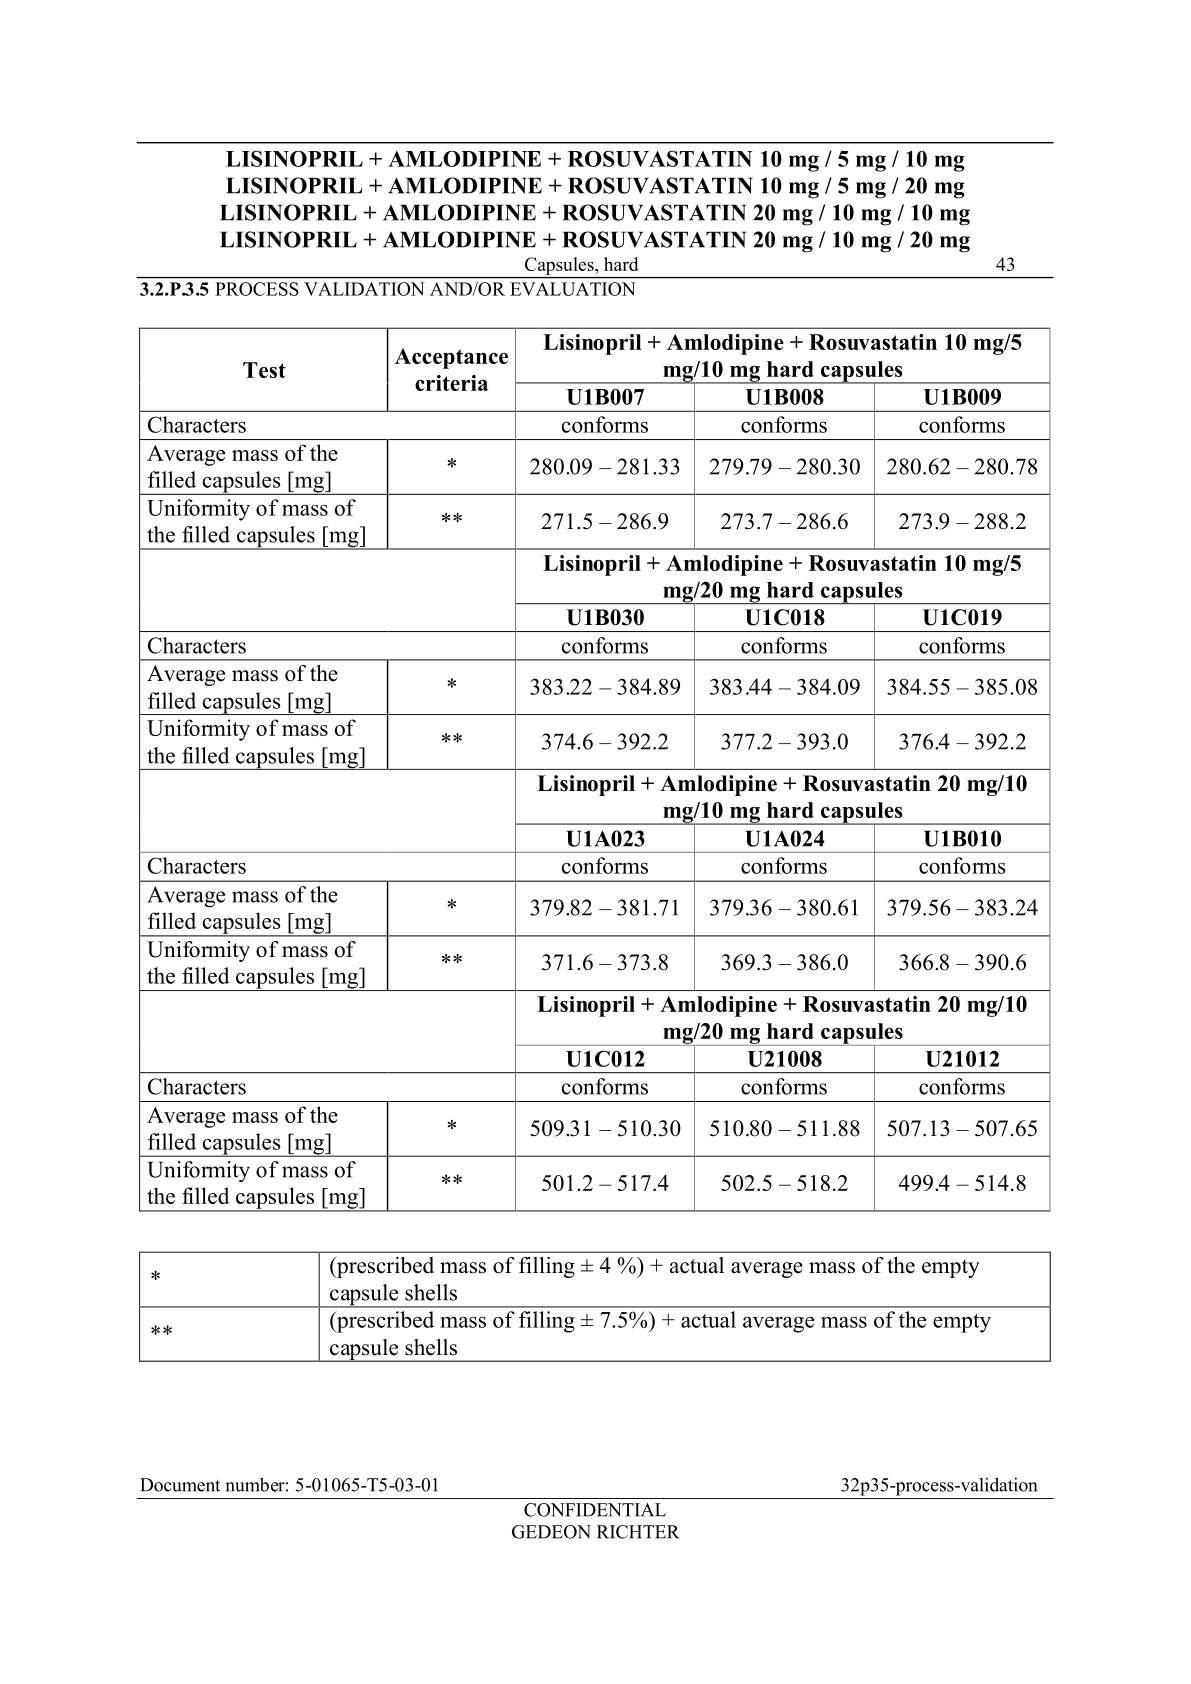 LISINOPRIL + AMLODIPINE + ROSUVASTATIN 10 mg / 5 mg / 10 mg
LISINOPRIL + AMLODIPINE + ROSUVASTATIN 10 mg / 5 mg / 20 mg
LISINOPRIL + AMLODIPINE + ROSUVASTATIN 20 mg / 10 mg / 10 mg
LISINOPRIL + AMLODIPINE + ROSUVASTATIN 20 mg / 10 mg / 20 mg
Capsules, hard 43
3.2.P.3.5 PROCESS VALIDATION AND/OR EVALUATION
Test
Acceptance
criteria
Lisinopril + Amlodipine + Rosuvastatin 10 mg/5
mg/10 mg hard capsules
U1B007 U1B008 U1B009
Characters conforms conforms conforms
Average mass of the
filled capsules [mg] * 280.09 – 281.33 279.79 – 280.30 280.62 – 280.78
Uniformity of mass of
the filled capsules [mg] ** 271.5 – 286.9 273.7 – 286.6 273.9 – 288.2
Lisinopril + Amlodipine + Rosuvastatin 10 mg/5
mg/20 mg hard capsules
U1B030 U1C018 U1C019
Characters conforms conforms conforms
Average mass of the
filled capsules [mg] * 383.22 – 384.89 383.44 – 384.09 384.55 – 385.08
Uniformity of mass of
the filled capsules [mg] ** 374.6 – 392.2 377.2 – 393.0 376.4 – 392.2
Lisinopril + Amlodipine + Rosuvastatin 20 mg/10
mg/10 mg hard capsules
U1A023 U1A024 U1B010
Characters conforms conforms conforms
Average mass of the
filled capsules [mg] * 379.82 – 381.71 379.36 – 380.61 379.56 – 383.24
Uniformity of mass of
the filled capsules [mg] ** 371.6 – 373.8 369.3 – 386.0 366.8 – 390.6
Lisinopril + Amlodipine + Rosuvastatin 20 mg/10
mg/20 mg hard capsules
U1C012 U21008 U21012
Characters conforms conforms conforms
Average mass of the
filled capsules [mg] * 509.31 – 510.30 510.80 – 511.88 507.13 – 507.65
Uniformity of mass of
the filled capsules [mg] ** 501.2 – 517.4 502.5 – 518.2 499.4 – 514.8
* (prescribed mass of filling ± 4 %) + actual average mass of the empty
capsule shells
** (prescribed mass of filling ± 7.5%) + actual average mass of the empty
capsule shells
Document number: 5-01065-T5-03-01 32p35-process-validation
CONFIDENTIAL
GEDEON RICHTER